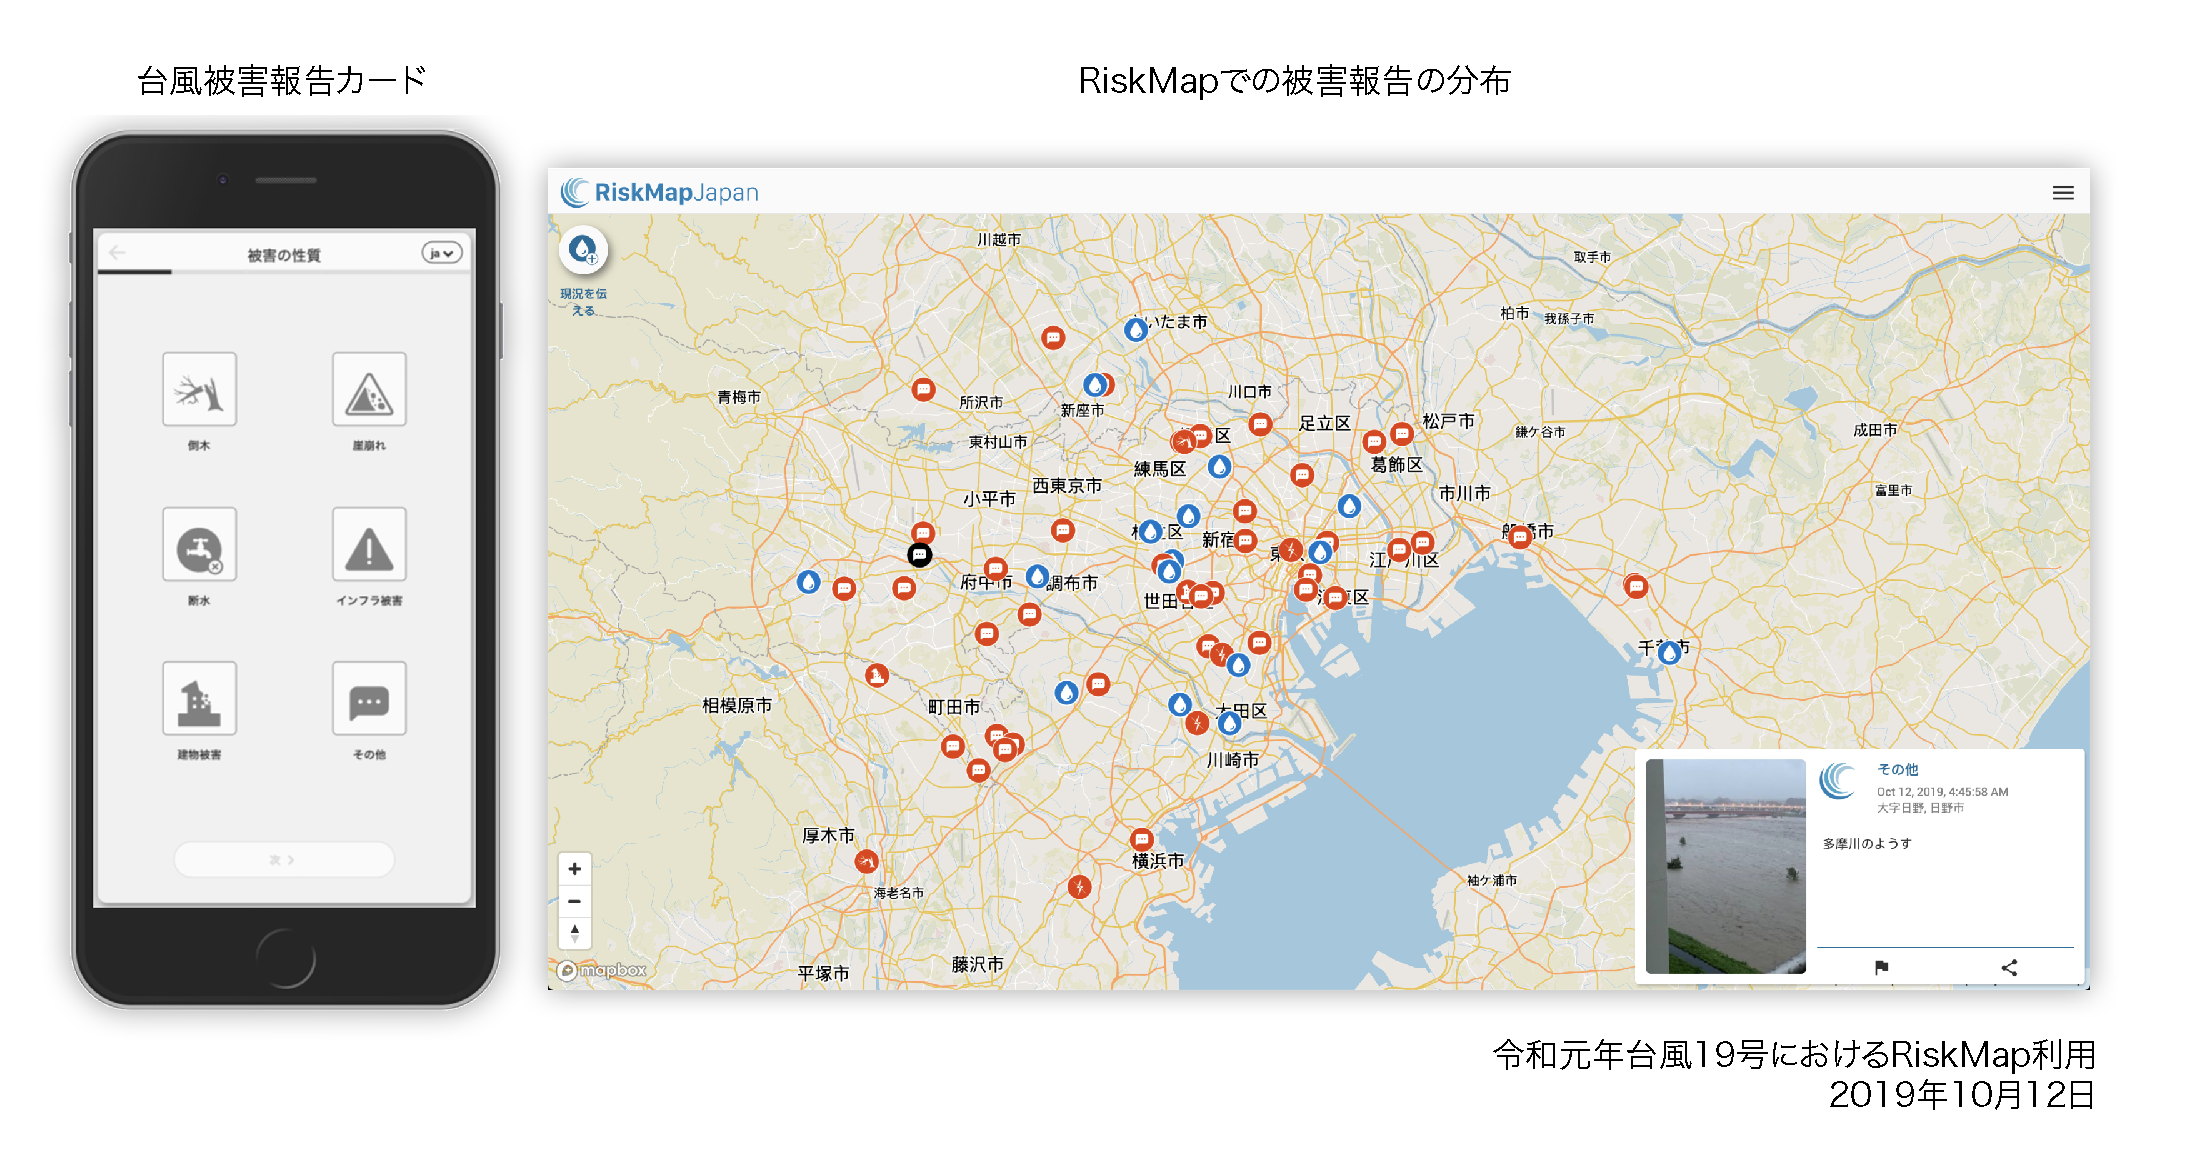 台風被害報告カード
RiskMapでの被害報告の分布
被害の性質
ja
倒木
崖崩れ
断水
インフラ被害
建物被害
その他
次
RiskMapJapan
現況を伝
える
川越市
取手市
柏市
我孫子市
いたま市
青梅市
所沢市
新座市
川口市
足立区
松戸市
東村山市
区
鎌ケ谷市
成田市
練馬区
葛飾区
小平市
西東京市
市川市
富里市
区
新宿
東
江戸川区
市
府中市
調布市
世田
東区
千
市
相模原市
町田市
大田区
川崎市
厚木市
横浜市
海老名市
袖ケ浦市
平塚市
藤沢市
mapbox
その他
Oct 12, 2019, 4:45:58 AM
大字日野, 日野市
多摩川のようす
令和元年台風19号におけるRiskMap利用
2019年10月12日